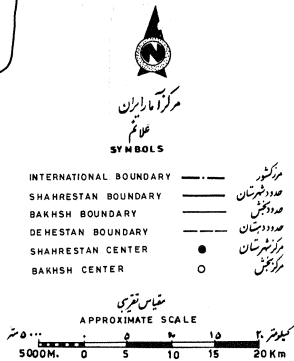 N
مرکز آمار ایران
علائم
SYMBOLS
INTERNATIONAL BOUNDARY مرز کشور
SHAHRESTAN BOUNDARY حدود شهرستان
BAKHSH BOUNDARY حدود بخش
DEHESTAN BOUNDARY حدود دهستان
SHAHRESTAN CENTER مرکز شهرستان
BAKHSH CENTER مرکز بخش
مقیاس تقریبی
APPROXIMATE SCALE
۵۰۰۰ متر ۰ ۵ ۱۰ ۱۵ ۲۰ کیلومتر
5000M. 0 5 10 15 20 Km